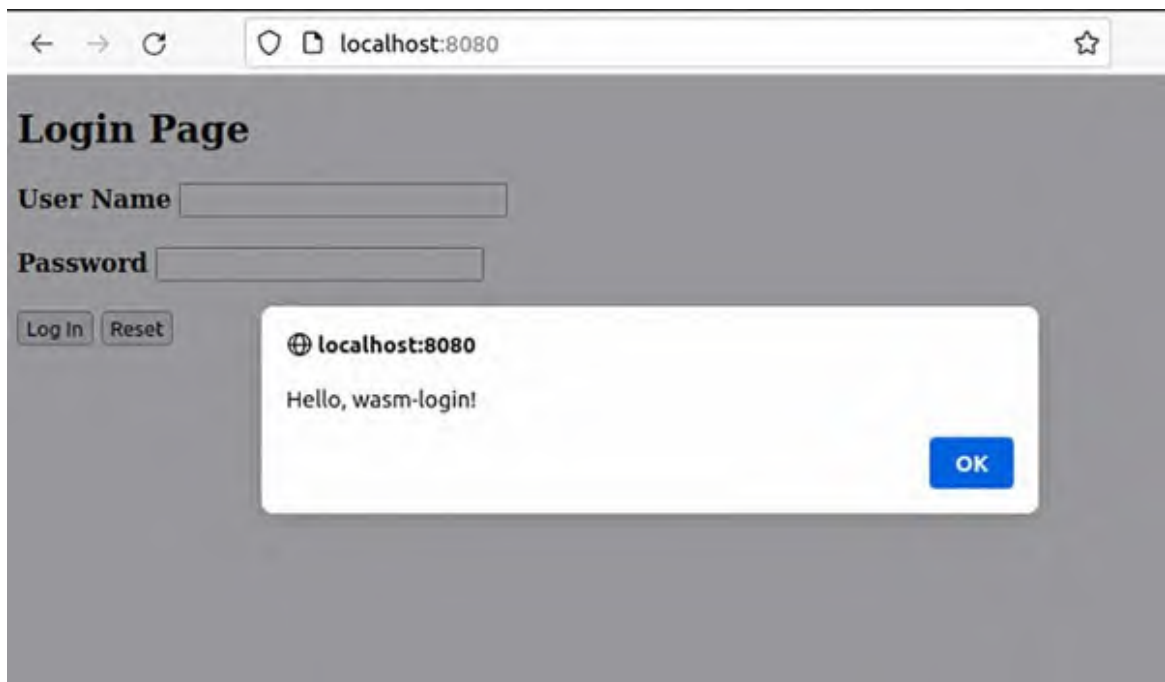 localhost:8080
Login Page
User Name
Password
Log In Reset
localhost:8080
Hello, wasm-login!
OK